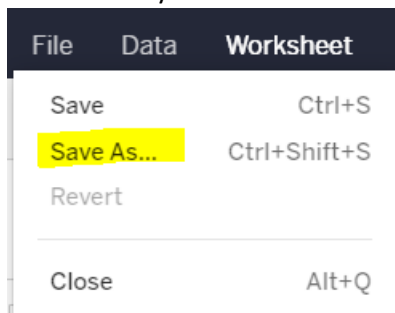 File Data Worksheet
Save Ctrl+S
Save As... Ctrl+Shift+S
Revert
Close Alt+Q